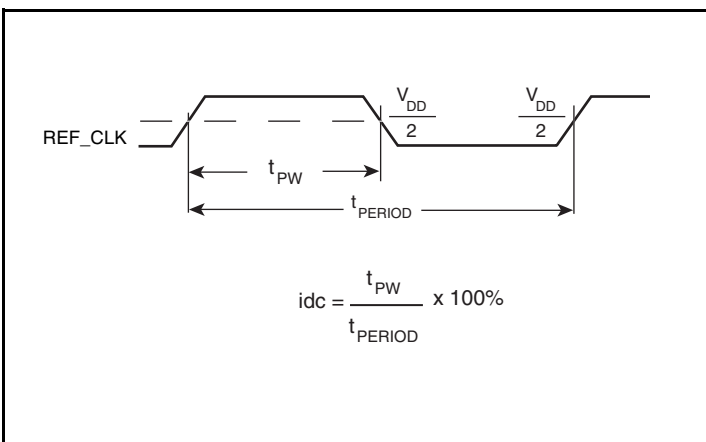 V_DD / 2
V_DD / 2
REF_CLK
t_PW
t_PERIOD
idc = t_PW / t_PERIOD x 100%